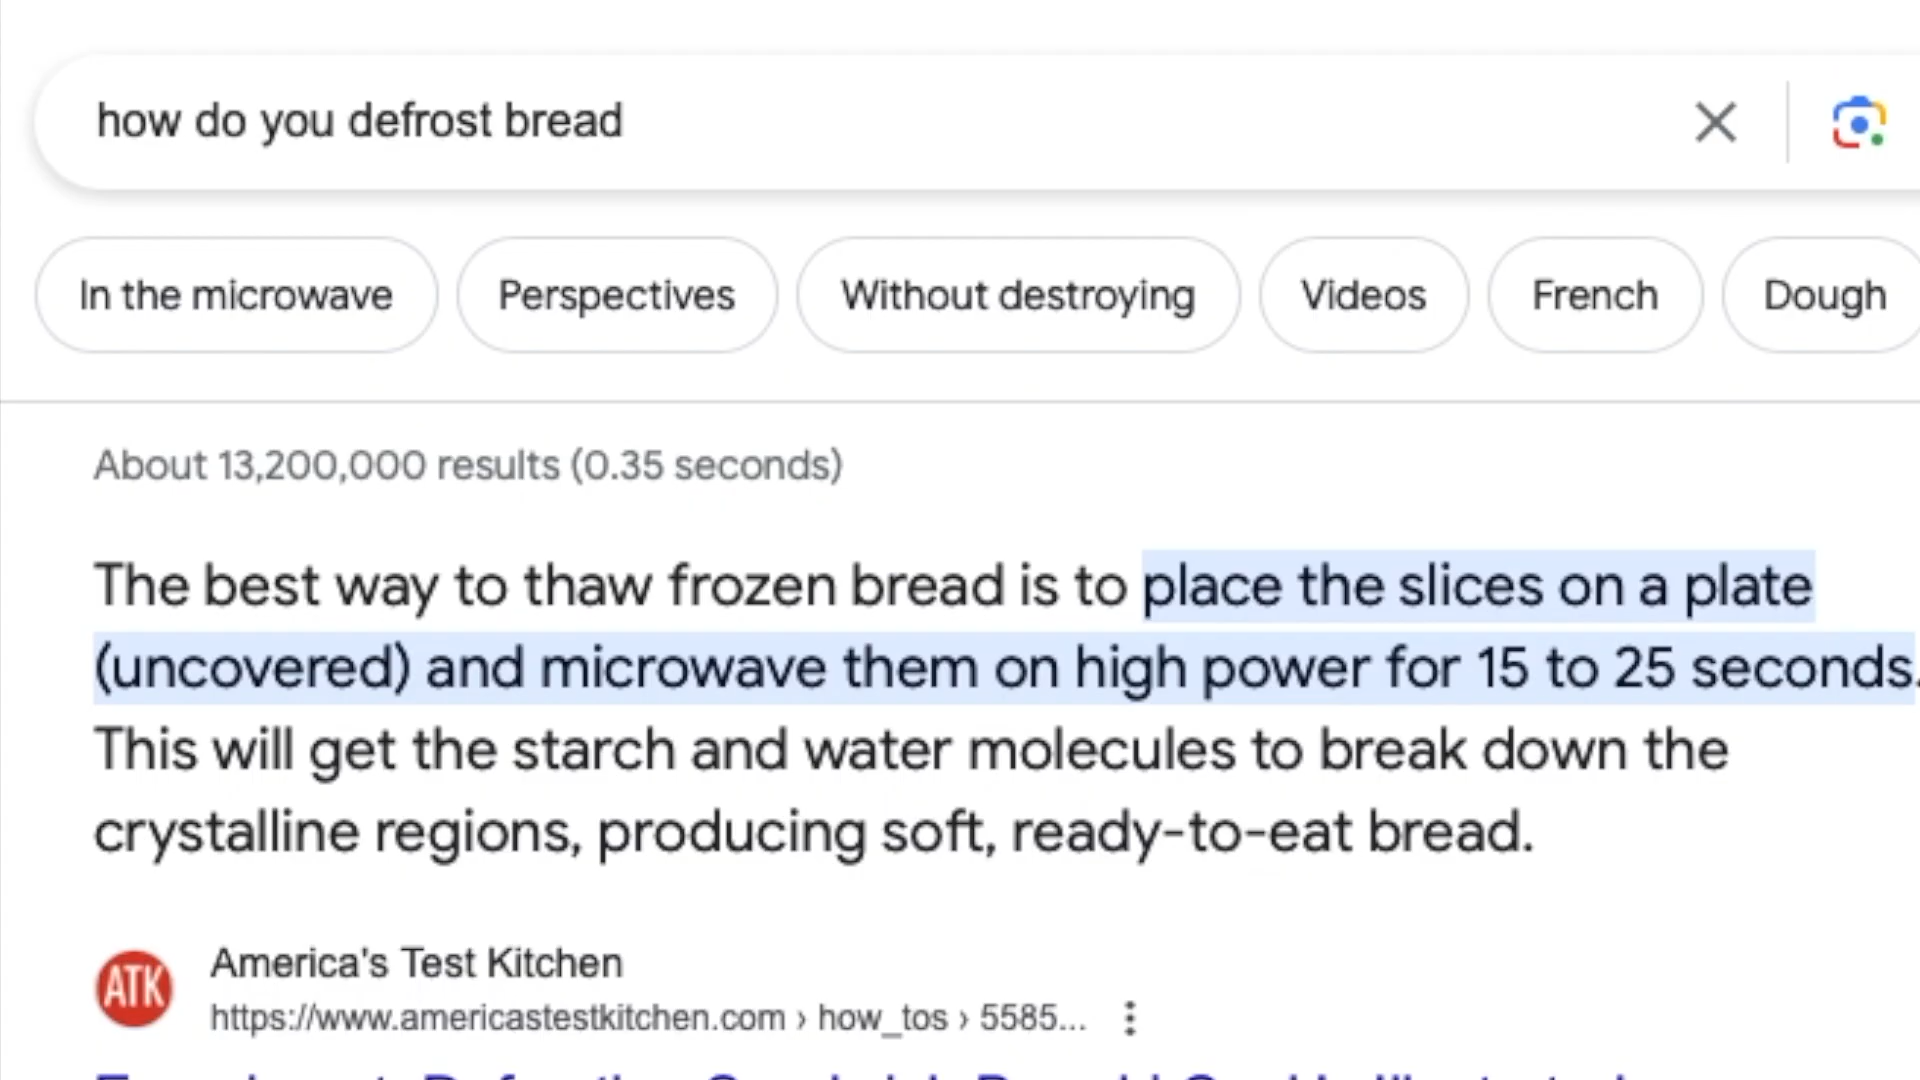 how do you defrost bread
In the microwave Perspectives Without destroying Videos French Dough
About 13,200,000 results (0.35 seconds)
The best way to thaw frozen bread is to place the slices on a plate
(uncovered) and microwave them on high power for 15 to 25 seconds.
This will get the starch and water molecules to break down the
crystalline regions, producing soft, ready-to-eat bread.
ATK
America's Test Kitchen
https://www.americastestkitchen.com › how_tos › 5585...